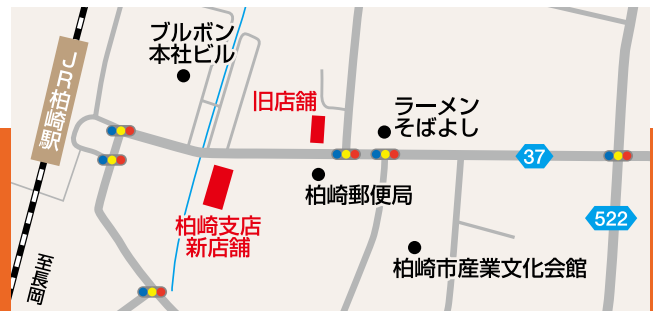 ブルボン
本社ビル
JR柏崎駅
旧店舗
ラーメン
そばよし
37
柏崎郵便局
柏崎支店
新店舗
522
柏崎市産業文化会館
至長岡